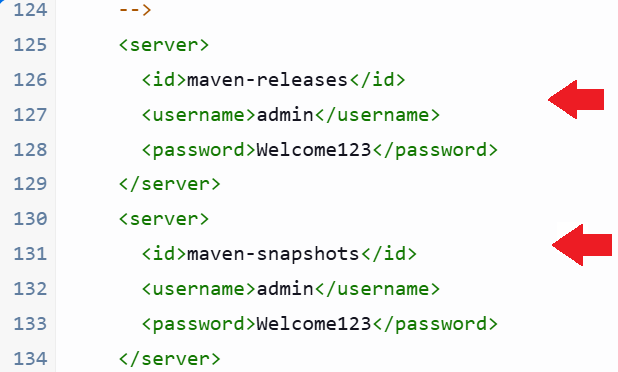 124 -->
125 <server>
126 <id>maven-releases</id>
127 <username>admin</username>
128 <password>Welcome123</password>
129 </server>
130 <server>
131 <id>maven-snapshots</id>
132 <username>admin</username>
133 <password>Welcome123</password>
134 </server>